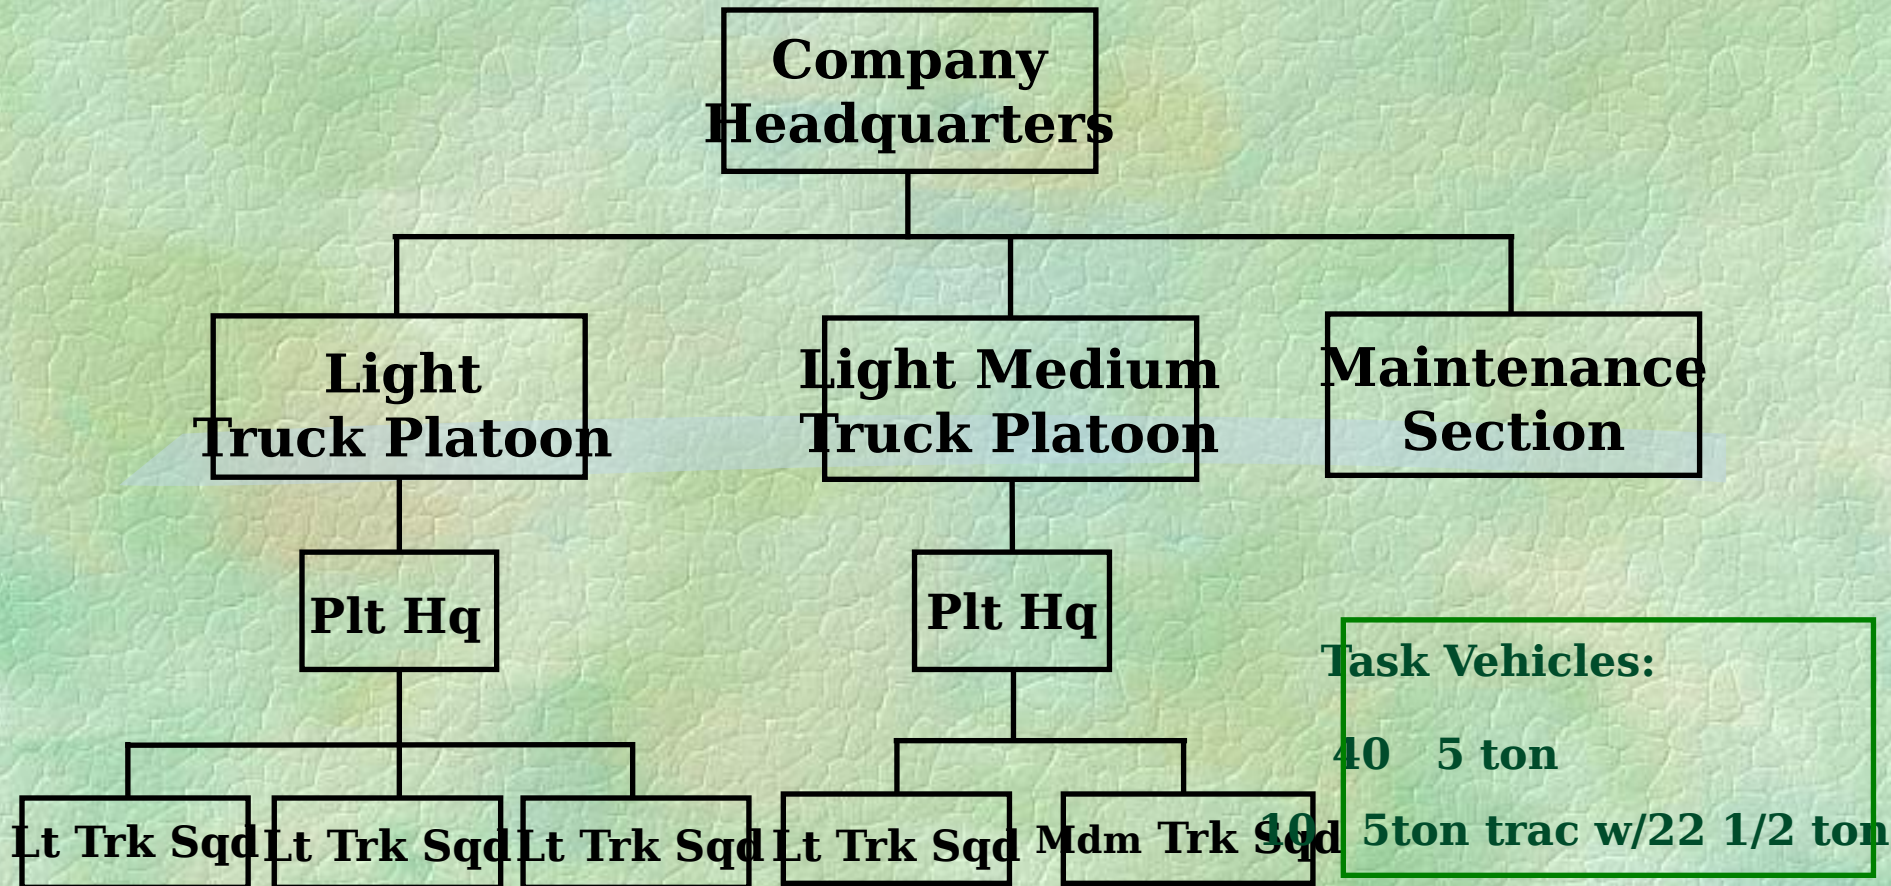 Company
Headquarters
Light
Truck Platoon
Light Medium
Truck Platoon
Maintenance
Section
Plt Hq
Plt Hq
Lt Trk Sqd
Lt Trk Sqd
Lt Trk Sqd
Lt Trk Sqd
Mdm Trk Sqd
Task Vehicles:
40 5 ton
10 5ton trac w/22 1/2 ton